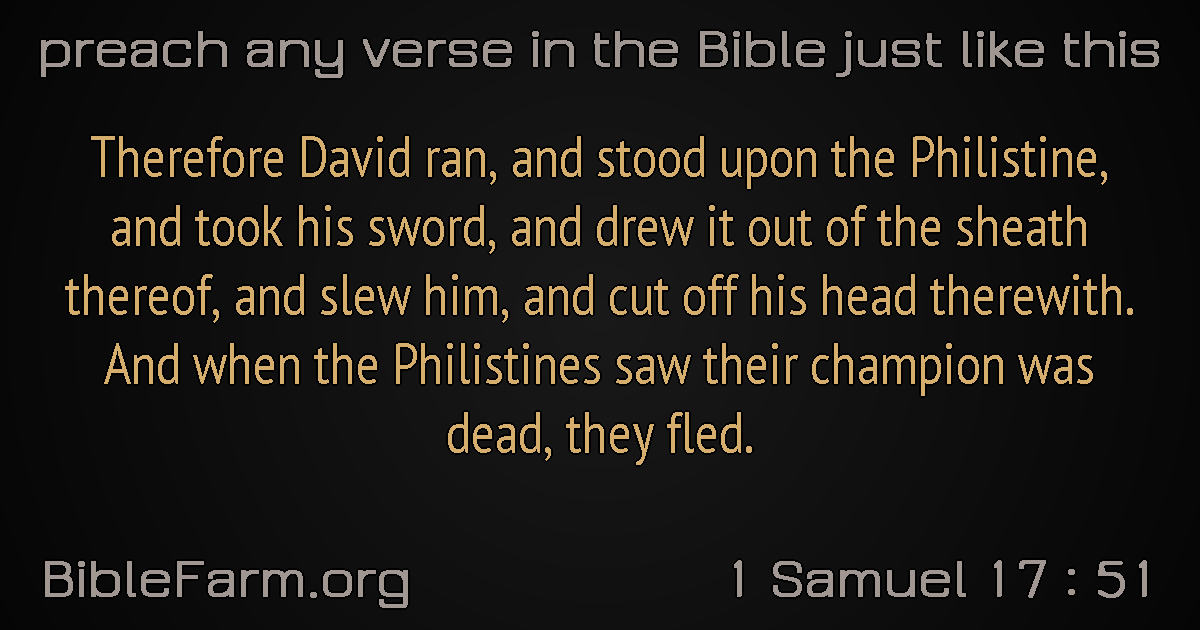 preach any verse in the Bible just like this
Therefore David ran, and stood upon the Philistine,
and took his sword, and drew it out of the sheath
thereof, and slew him, and cut off his head therewith.
And when the Philistines saw their champion was
dead, they fled.
BibleFarm.org
1 Samuel 17 : 51